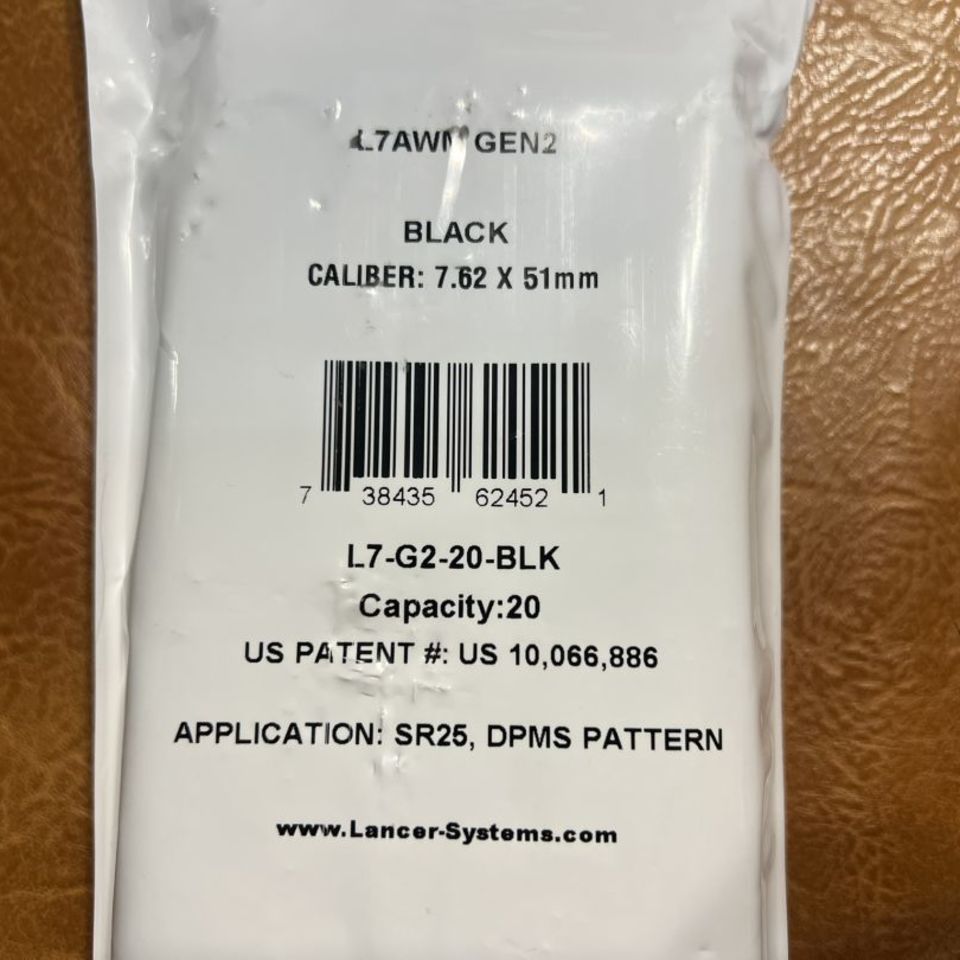 L7AWM GEN2
BLACK
CALIBER: 7.62 X 51mm
7 38435 62452 1
L7-G2-20-BLK
Capacity:20
US PATENT #: US 10,066,886
APPLICATION: SR25, DPMS PATTERN
www.Lancer-Systems.com